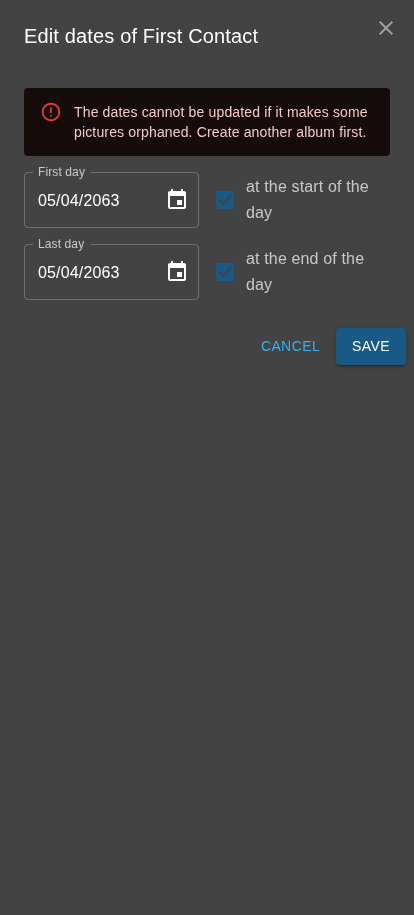 Edit dates of First Contact
The dates cannot be updated if it makes some
pictures orphaned. Create another album first.
First day
05/04/2063
at the start of the
day
Last day
05/04/2063
at the end of the
day
CANCEL
SAVE